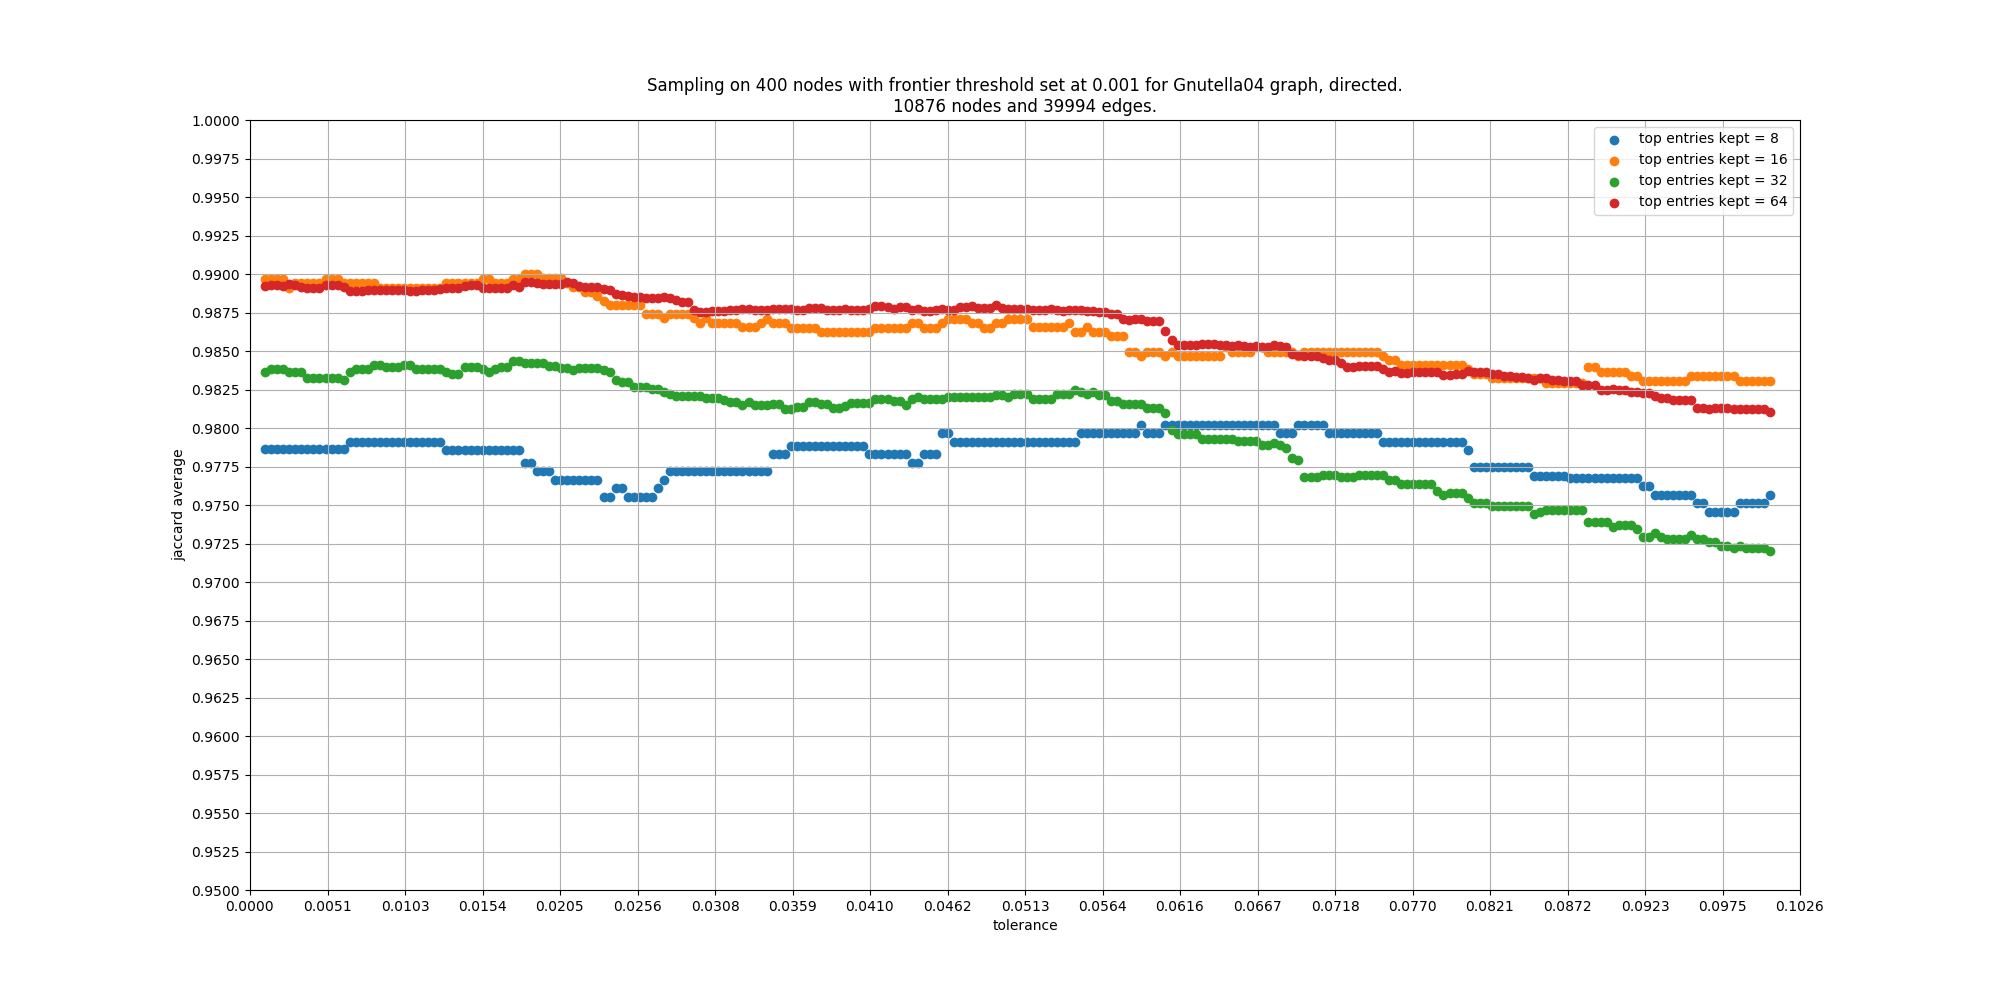 Sampling on 400 nodes with frontier threshold set at 0.001 for Gnutella04 graph, directed.
10876 nodes and 39994 edges.
top entries kept = 8
top entries kept = 16
top entries kept = 32
top entries kept = 64
jaccard average
1.0000
0.9975
0.9950
0.9925
0.9900
0.9875
0.9850
0.9825
0.9800
0.9775
0.9750
0.9725
0.9700
0.9675
0.9650
0.9625
0.9600
0.9575
0.9550
0.9525
0.9500
0.0000 0.0051 0.0103 0.0154 0.0205 0.0256 0.0308 0.0359 0.0410 0.0462 0.0513 0.0564 0.0616 0.0667 0.0718 0.0770 0.0821 0.0872 0.0923 0.0975 0.1026
tolerance